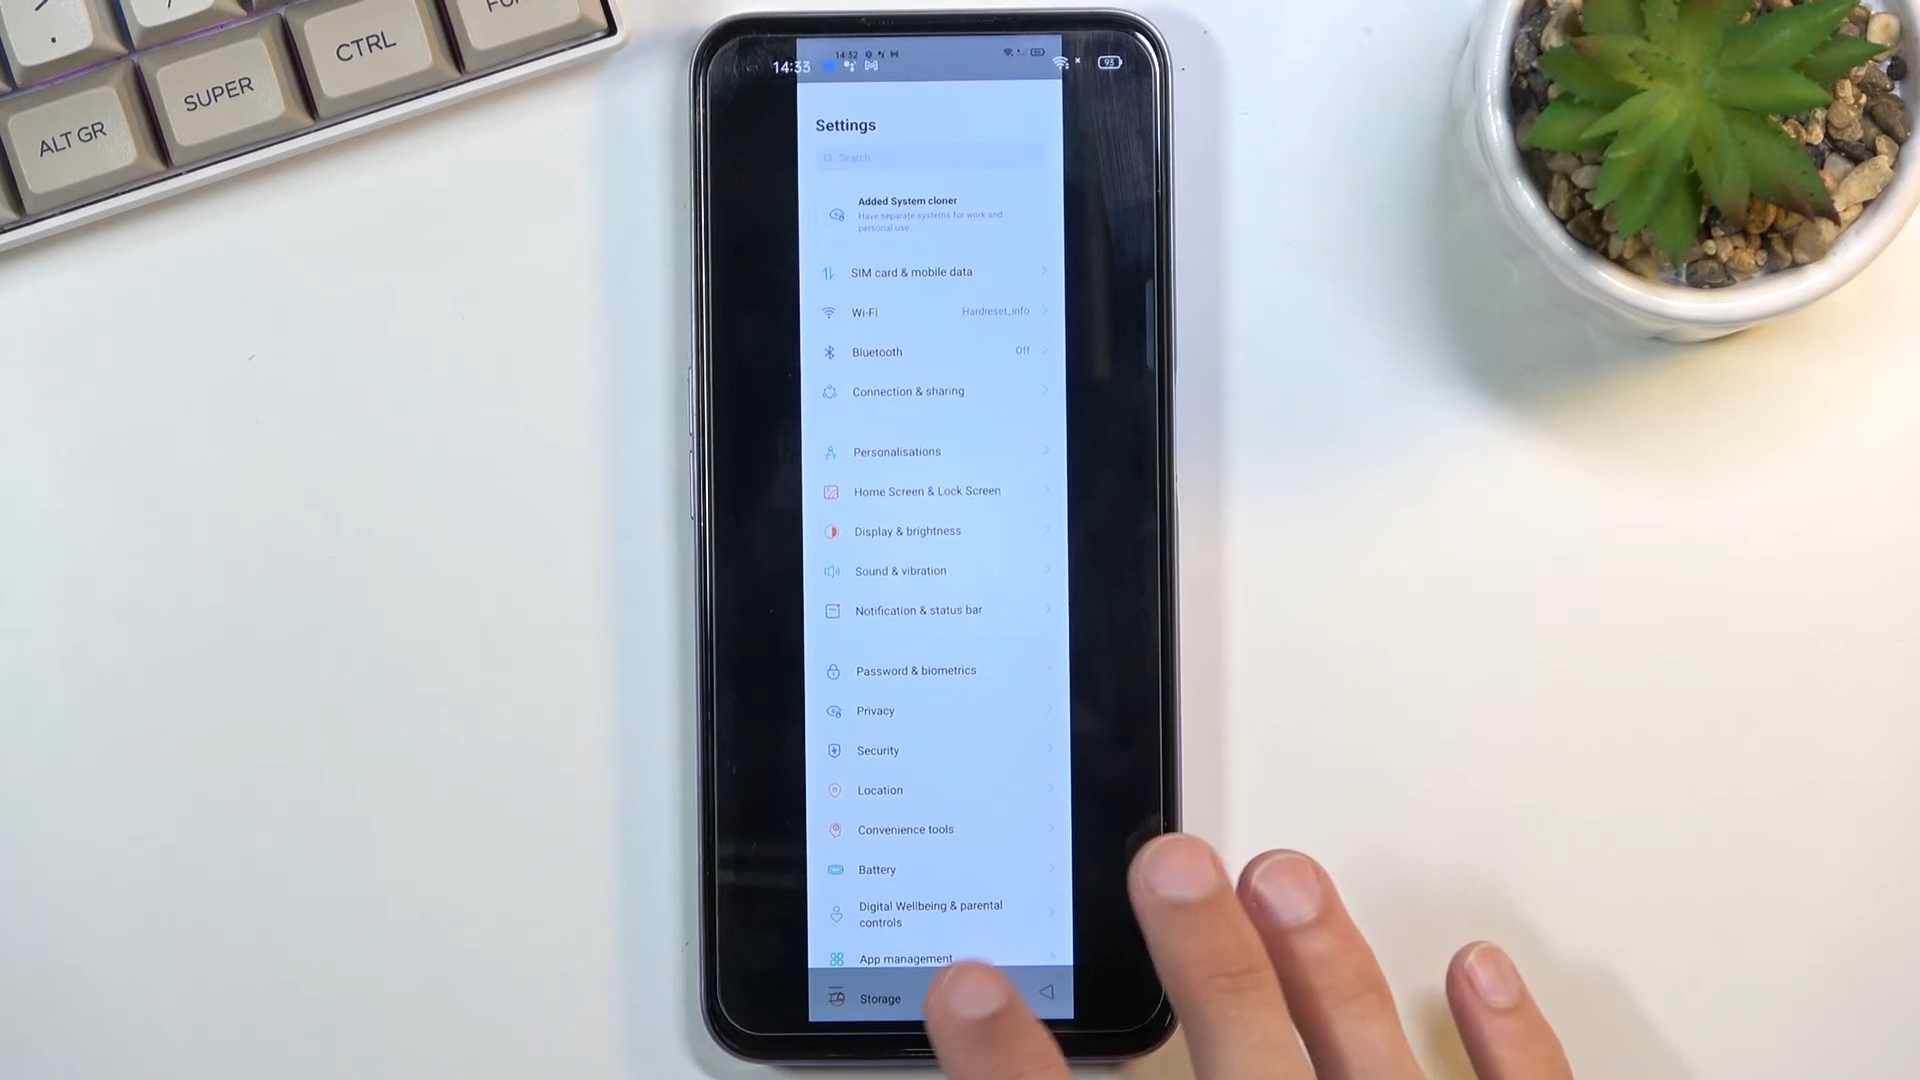 CTRL
SUPER
ALT GR
14:32
14:33
93
Settings
Search
Added System cloner
Have separate systems for work and
personal use.
SIM card & mobile data
Wi-Fi Hardreset_info
Bluetooth Off
Connection & sharing
Personalisations
Home Screen & Lock Screen
Display & brightness
Sound & vibration
Notification & status bar
Password & biometrics
Privacy
Security
Location
Convenience tools
Battery
Digital Wellbeing & parental
controls
App management
Storage